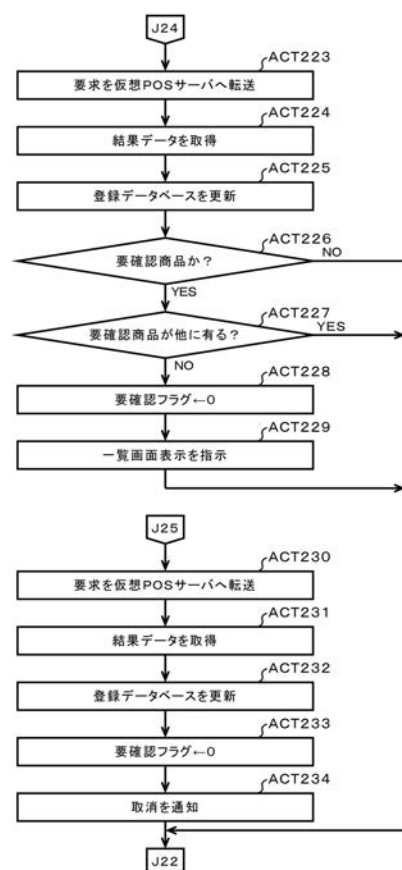 J24
ACT223
要求を仮想POSサーバへ転送
ACT224
結果データを取得
ACT225
登録データベースを更新
ACT226
要確認商品か？
NO
YES
ACT227
要確認商品が他に有る？
YES
NO
ACT228
要確認フラグ←0
ACT229
一覧画面表示を指示
J25
ACT230
要求を仮想POSサーバへ転送
ACT231
結果データを取得
ACT232
登録データベースを更新
ACT233
要確認フラグ←0
ACT234
取消を通知
J22